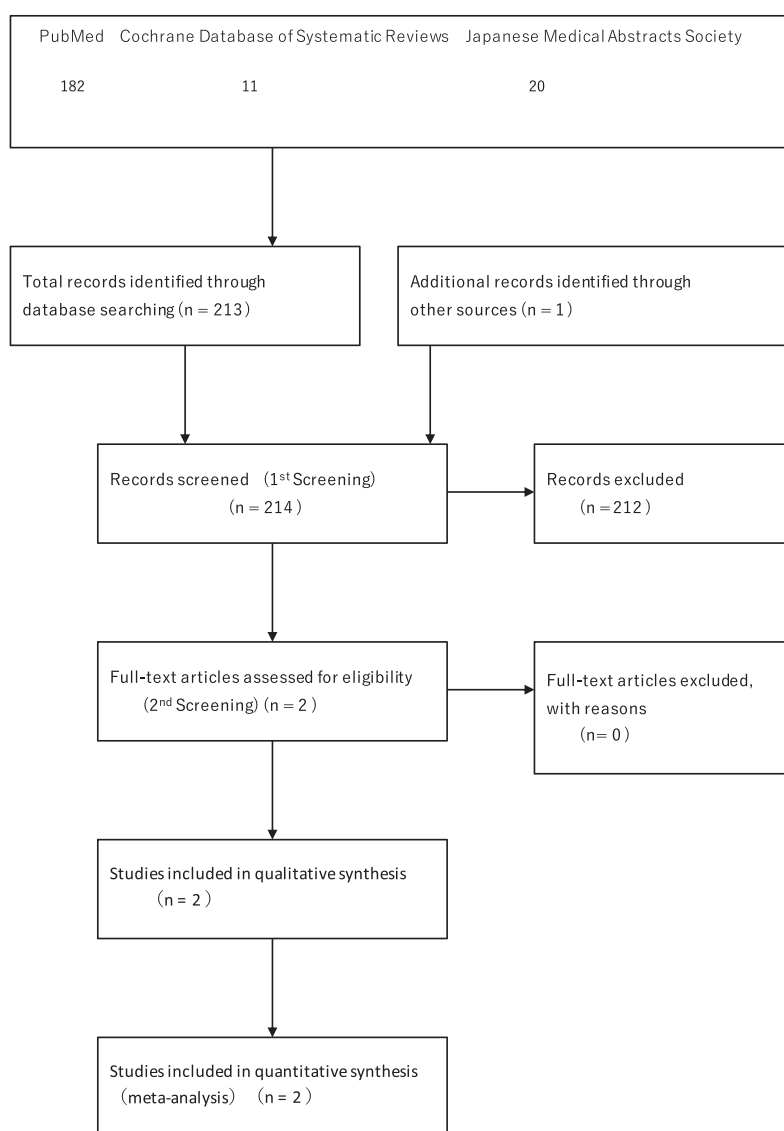 PubMed Cochrane Database of Systematic Reviews Japanese Medical Abstracts Society
182 11 20
Total records identified through
database searching (n = 213)
Additional records identified through
other sources (n = 1)
Records screened (1st Screening)
(n = 214)
Records excluded
(n =212)
Full-text articles assessed for eligibility
(2nd Screening) (n = 2)
Full-text articles excluded,
with reasons
(n= 0)
Studies included in qualitative synthesis
(n = 2)
Studies included in quantitative synthesis
(meta-analysis) (n = 2)